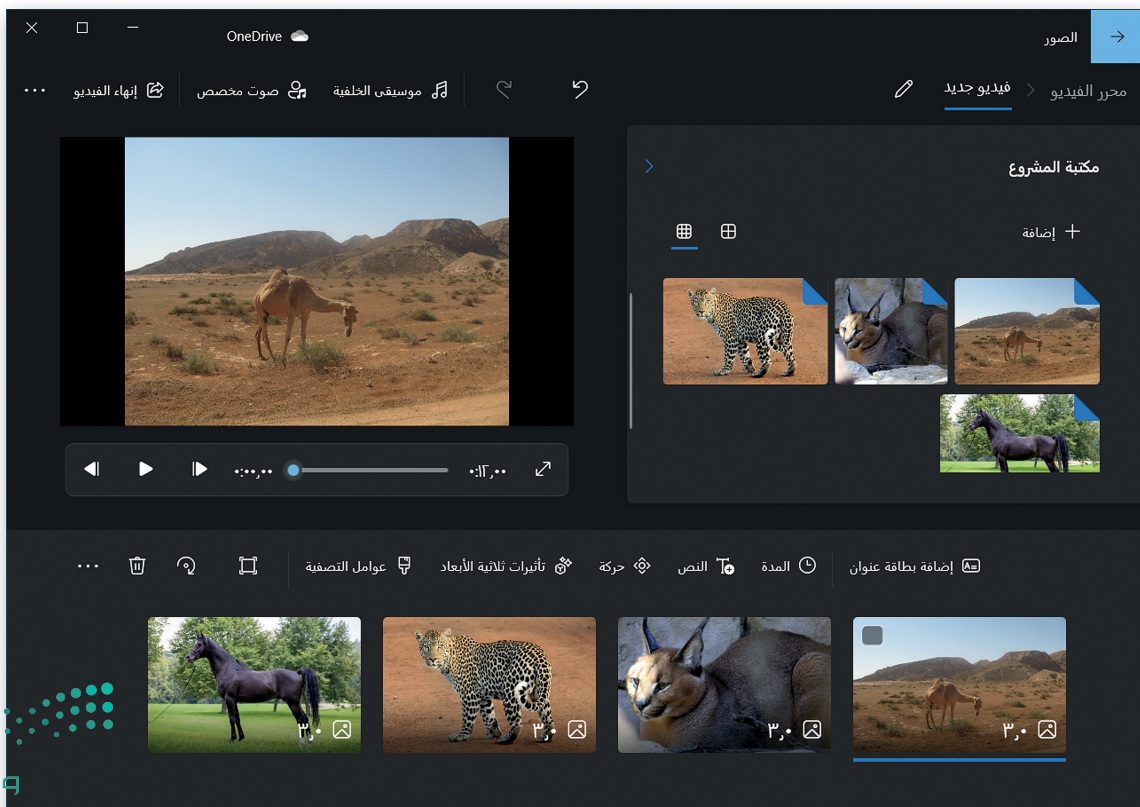 الصور
OneDrive
محرر الفيديو
فيديو جديد
موسيقى الخلفية
صوت مخصص
إنهاء الفيديو
مكتبة المشروع
إضافة
٠:٠٠٫٠٠
٠:١٢٫٠٠
إضافة بطاقة عنوان
المدة
النص
حركة
تأثيرات ثلاثية الأبعاد
عوامل التصفية
٣٫٠
٣٫٠
٣٫٠
٣٫٠